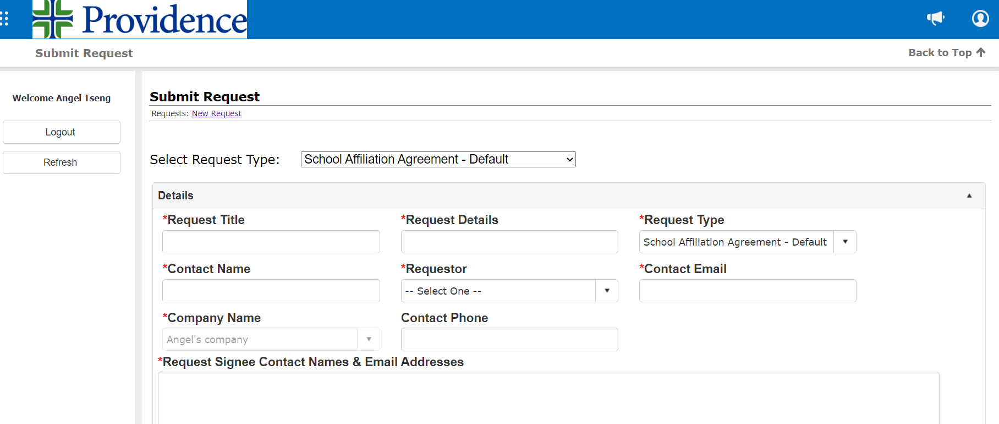 Providence
Submit Request
Back to Top
Welcome Angel Tseng
Logout
Refresh
Submit Request
Requests: New Request
Select Request Type: School Affiliation Agreement - Default
Details
*Request Title *Request Details *Request Type
School Affiliation Agreement - Default
*Contact Name *Requestor *Contact Email
-- Select One --
*Company Name Contact Phone
Angel's company
*Request Signee Contact Names & Email Addresses